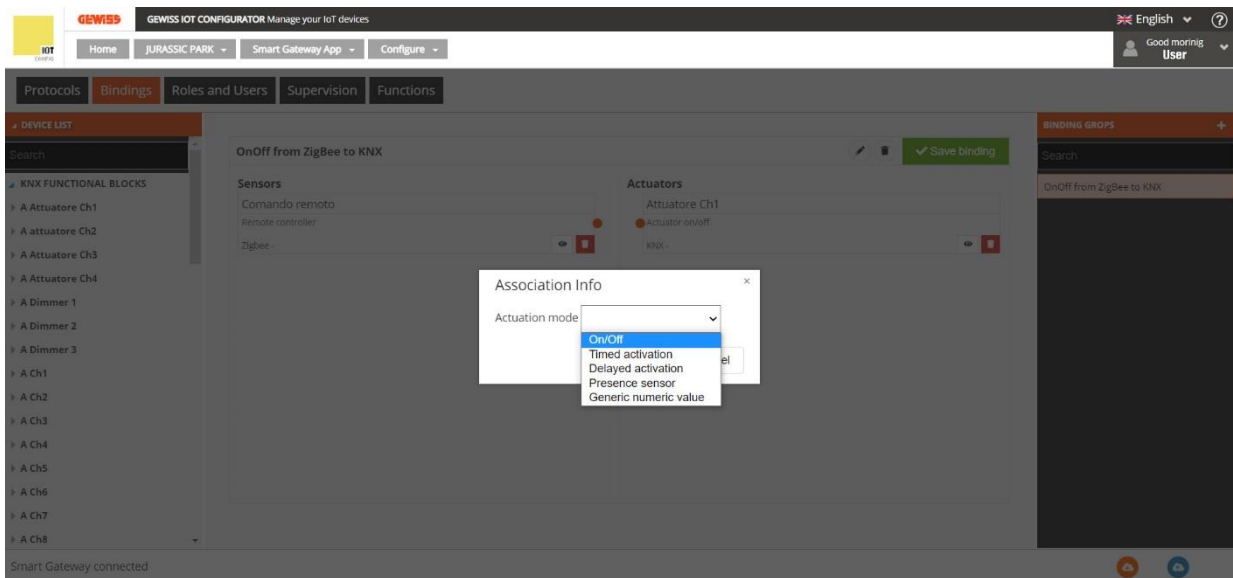 GEWISS
GEWISS IOT CONFIGURATOR Manage your IoT devices
English
?
IOT
Home
JURASSIC PARK
Smart Gateway App
Configure
Good morinig
User
Protocols
Bindings
Roles and Users
Supervision
Functions
DEVICE LIST
Search
KNX FUNCTIONAL BLOCKS
A Attuatore Ch1
A attuatore Ch2
A Attuatore Ch3
A Attuatore Ch4
A Dimmer 1
A Dimmer 2
A Dimmer 3
A Ch1
A Ch2
A Ch3
A Ch4
A Ch5
A Ch6
A Ch7
A Ch8
OnOff from ZigBee to KNX
Save binding
Sensors
Comando remoto
Remote controller
Zigbee -
Actuators
Attuatore Ch1
Actuator on/off
KNX -
Association Info
×
Actuation mode
On/Off
Timed activation
Delayed activation
Presence sensor
Generic numeric value
el
BINDING GROPS
+
Search
OnOff from ZigBee to KNX
Smart Gateway connected